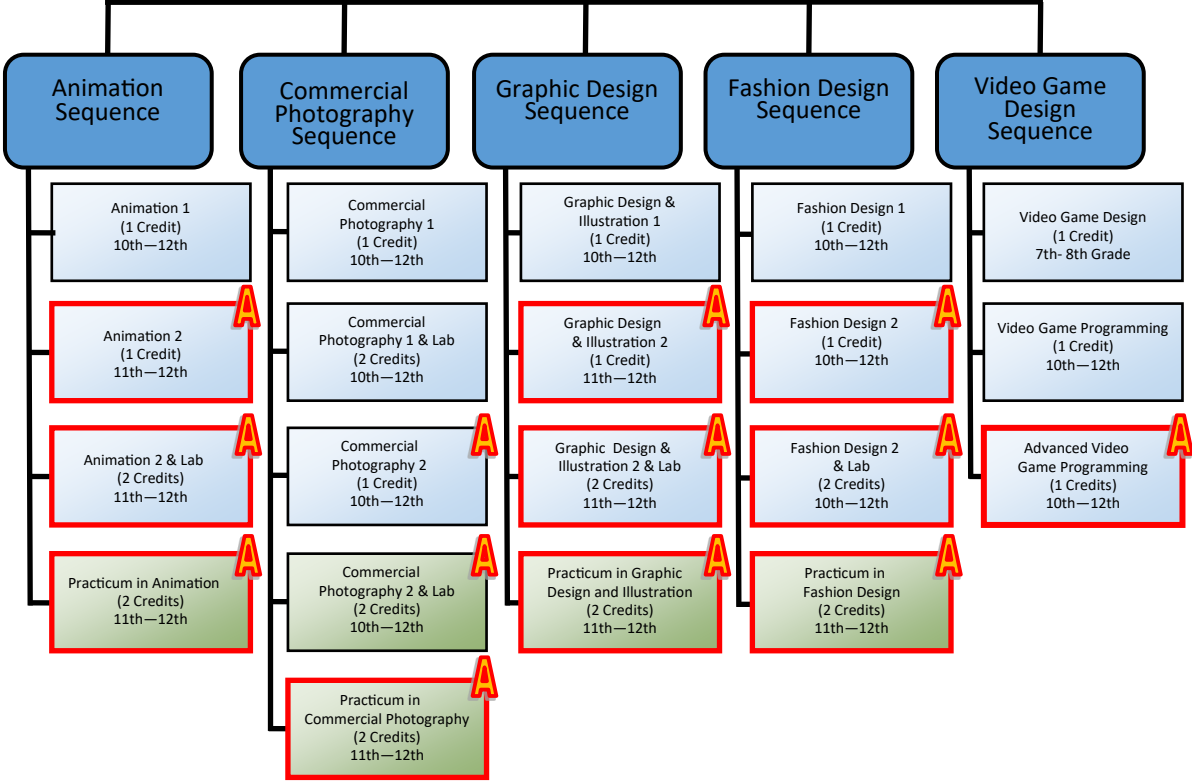 Animation
Sequence
Animation 1
(1 Credit)
10th—12th
A
Animation 2
(1 Credit)
11th—12th
A
Animation 2 & Lab
(2 Credits)
11th—12th
A
Practicum in Animation
(2 Credits)
11th—12th
Commercial
Photography
Sequence
Commercial
Photography 1
(1 Credit)
10th—12th
Commercial
Photography 1 & Lab
(2 Credits)
10th—12th
A
Commercial
Photography 2
(1 Credit)
10th—12th
A
Commercial
Photography 2 & Lab
(2 Credits)
10th—12th
A
Practicum in
Commercial Photography
(2 Credits)
11th—12th
Graphic Design
Sequence
Graphic Design &
Illustration 1
(1 Credit)
10th—12th
A
Graphic Design
& Illustration 2
(1 Credit)
11th—12th
A
Graphic Design &
Illustration 2 & Lab
(2 Credits)
11th—12th
A
Practicum in Graphic
Design and Illustration
(2 Credits)
11th—12th
Fashion Design
Sequence
Fashion Design 1
(1 Credit)
10th—12th
A
Fashion Design 2
(1 Credit)
10th—12th
A
Fashion Design 2
& Lab
(2 Credits)
10th—12th
A
Practicum in
Fashion Design
(2 Credits)
11th—12th
Video Game
Design
Sequence
Video Game Design
(1 Credit)
7th- 8th Grade
Video Game Programming
(1 Credit)
10th—12th
A
Advanced Video
Game Programming
(1 Credits)
10th—12th